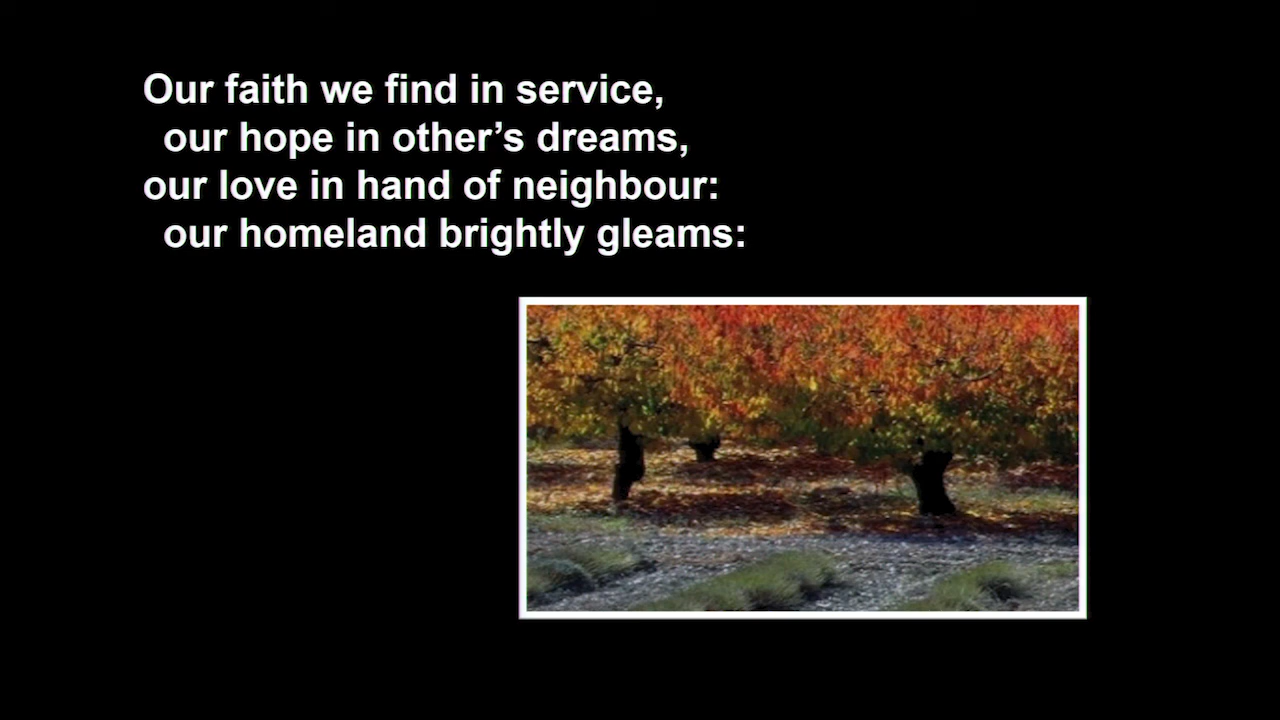 Our faith we find in service,
our hope in other’s dreams,
our love in hand of neighbour:
our homeland brightly gleams: